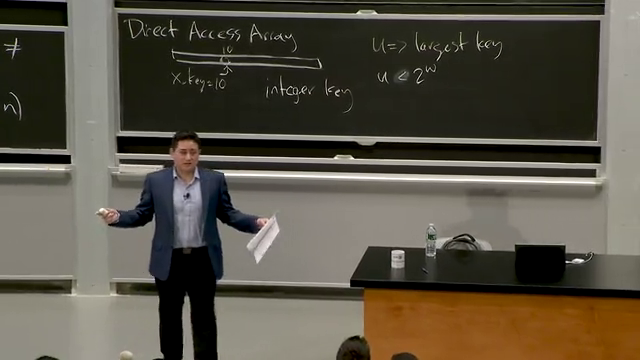 ≠
n)
Direct Access Array
10
x.key=10
integer key
u => largest key
u < 2^w